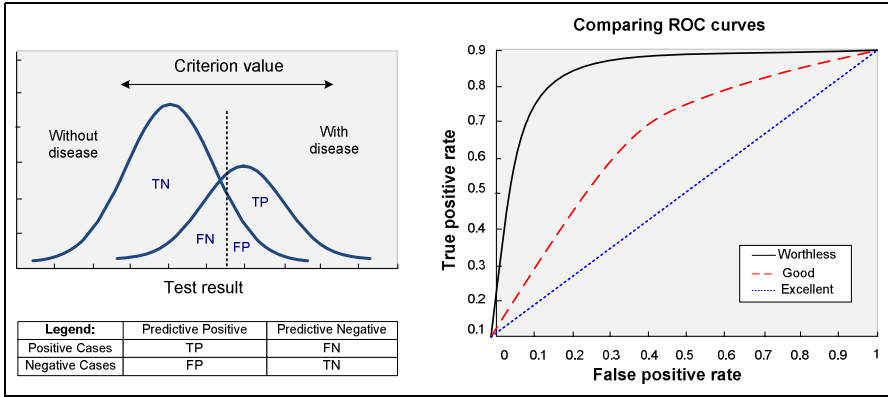 Criterion value
Without
disease
With
disease
TN
TP
FN
FP
Test result
Legend: Predictive Positive Predictive Negative
Positive Cases TP FN
Negative Cases FP TN
Comparing ROC curves
True positive rate
0.9
0.9
0.8
0.7
0.6
0.5
0.4
0.3
0.2
0.1
Worthless
Good
Excellent
0 0.1 0.2 0.3 0.4 0.5 0.6 0.7 0.8 0.9 1
False positive rate